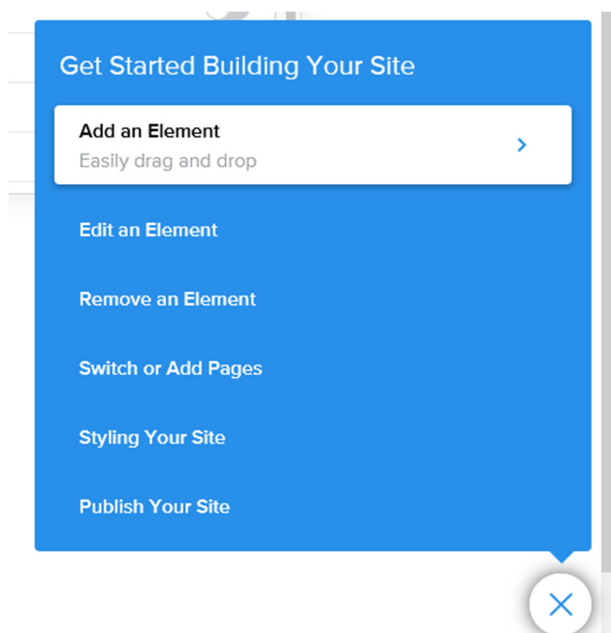 Get Started Building Your Site
Add an Element
Easily drag and drop
Edit an Element
Remove an Element
Switch or Add Pages
Styling Your Site
Publish Your Site